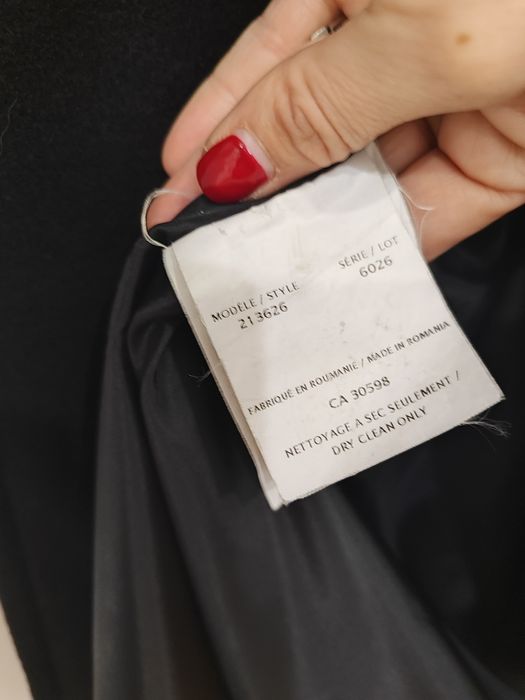 MODÈLE / STYLE
213626
SÉRIE / LOT
6026
FABRIQUÉ EN ROUMANIE / MADE IN ROMANIA
CA 30598
NETTOYAGE A SEC SEULEMENT /
DRY CLEAN ONLY